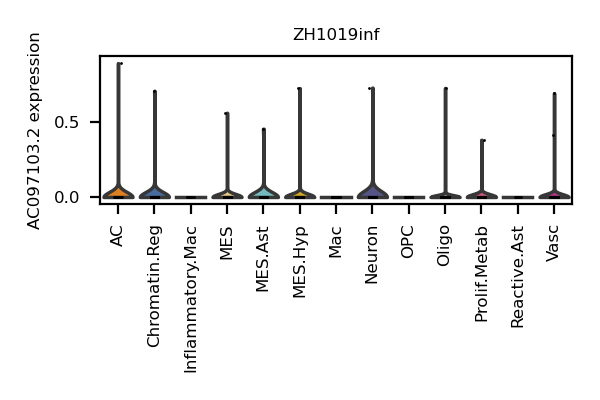 ZH1019inf
AC097103.2 expression
0.5
0.0
AC
Chromatin.Reg
Inflammatory.Mac
MES
MES.Ast
MES.Hyp
Mac
Neuron
OPC
Oligo
Prolif.Metab
Reactive.Ast
Vasc